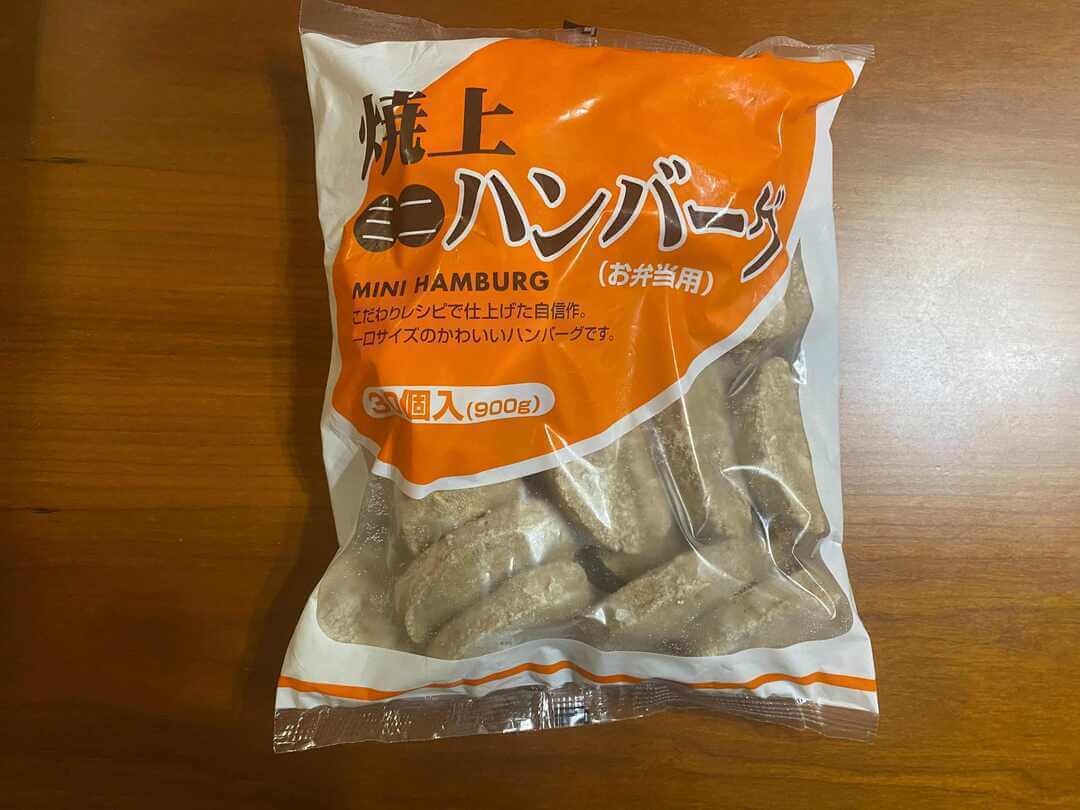 焼上
ミニハンバーグ
MINI HAMBURG
(お弁当用)
こだわりレシピで仕上げた自信作。
一口サイズのかわいいハンバーグです。
30個入(900g)